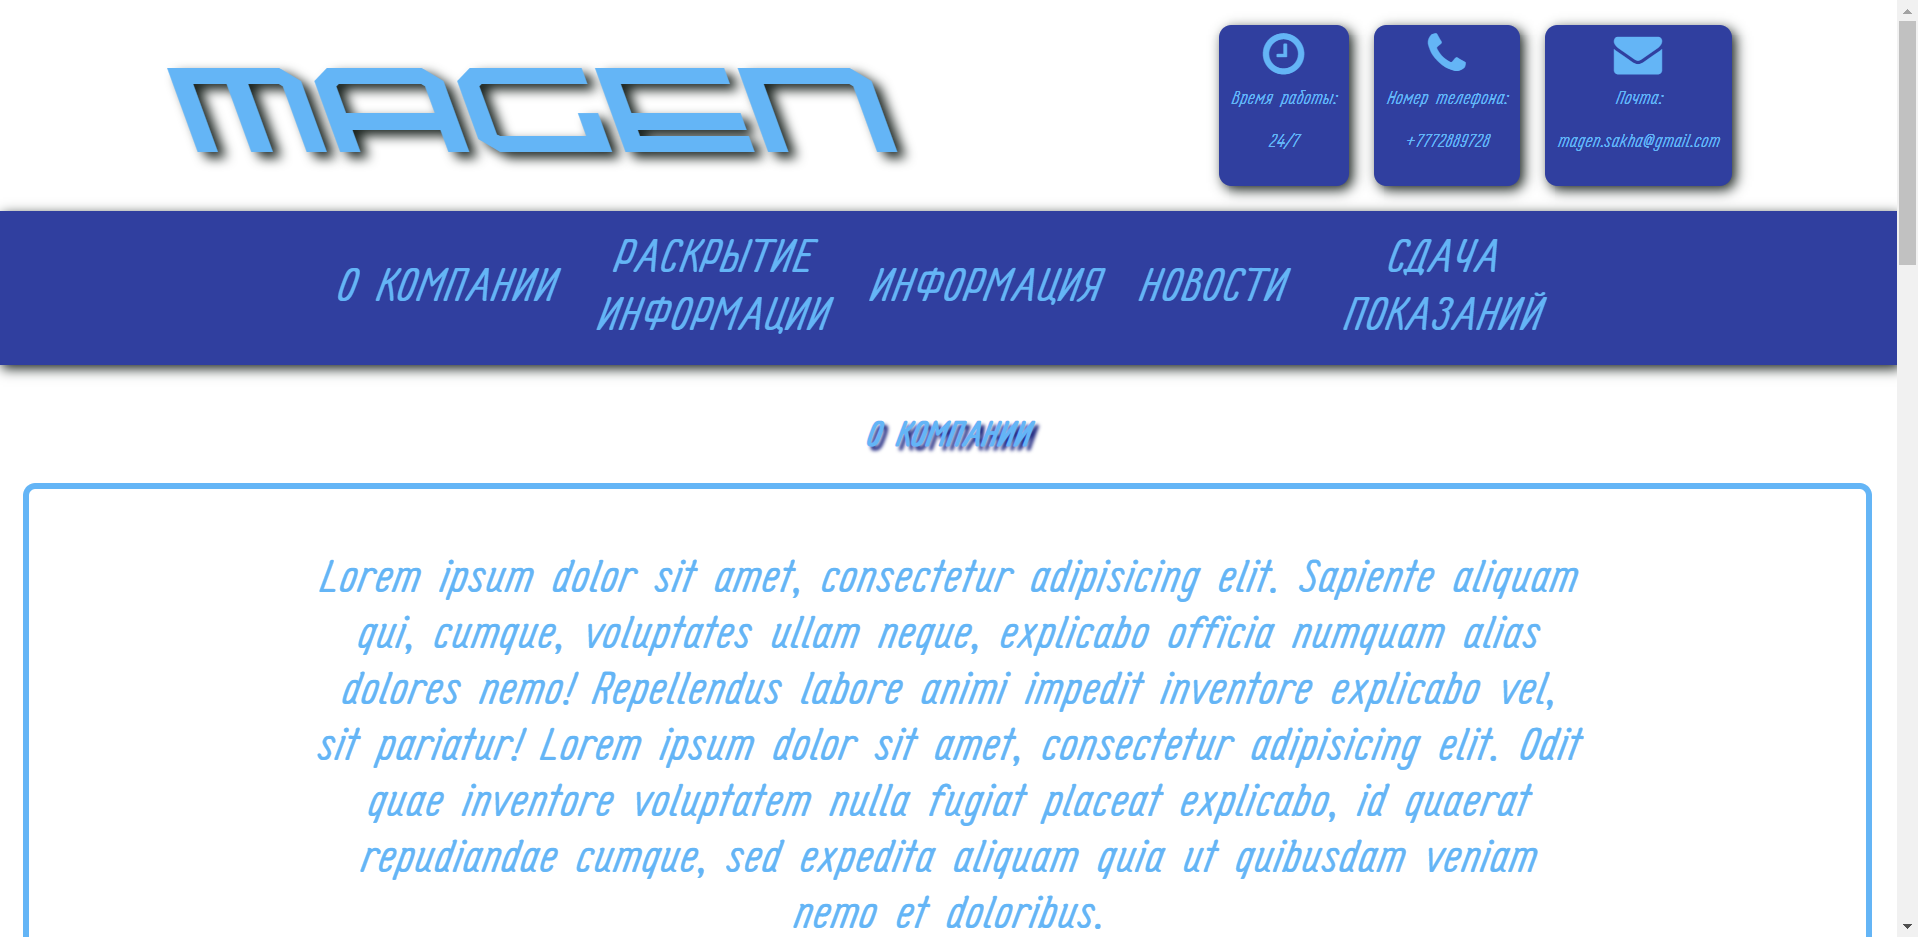 MAGEN
Время работы:
24/7
Номер телефона:
+7772889728
Почта:
magen.sakha@gmail.com
О КОМПАНИИ
РАСКРЫТИЕ
ИНФОРМАЦИИ
ИНФОРМАЦИЯ
НОВОСТИ
СДАЧА
ПОКАЗАНИЙ
О КОМПАНИИ
Lorem ipsum dolor sit amet, consectetur adipisicing elit. Sapiente aliquam
qui, cumque, voluptates ullam neque, explicabo officia numquam alias
dolores nemo! Repellendus labore animi impedit inventore explicabo vel,
sit pariatur! Lorem ipsum dolor sit amet, consectetur adipisicing elit. Odit
quae inventore voluptatem nulla fugiat placeat explicabo, id quaerat
repudiandae cumque, sed expedita aliquam quia ut quibusdam veniam
nemo et doloribus.